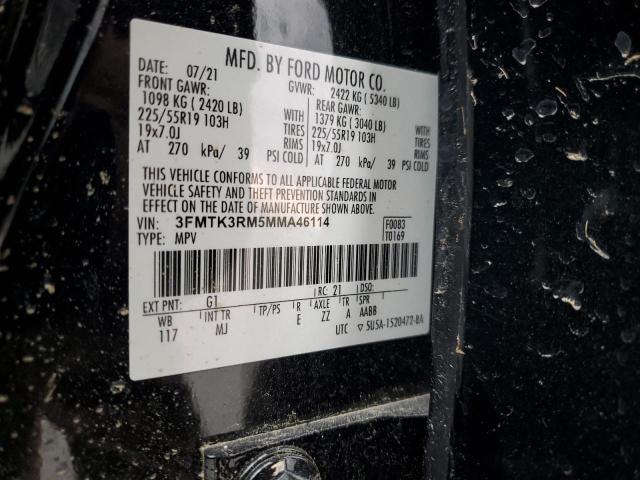 MFD. BY FORD MOTOR CO.
DATE: 07/21 GVWR: 2422 KG ( 5340 LB)
FRONT GAWR: REAR GAWR:
1098 KG ( 2420 LB) WITH 1379 KG ( 3040 LB) WITH
225/55R19 103H TIRES 225/55R19 103H TIRES
19x7.0J RIMS 19x7.0J RIMS
AT 270 kPa/ 39 PSI COLD AT 270 kPa/ 39 PSI COLD
THIS VEHICLE CONFORMS TO ALL APPLICABLE FEDERAL MOTOR
VEHICLE SAFETY AND THEFT PREVENTION STANDARDS IN
EFFECT ON THE DATE OF MANUFACTURE SHOWN ABOVE.
VIN: 3FMTK3RM5MMA46114 F0083
TYPE: MPV T0169
EXT PNT: G1 RC: 21 DSO:
WB INT TR TP/PS R AXLE TR SPR
117 MJ E ZZ A AABB
UTC 5U5A-1520472-BA